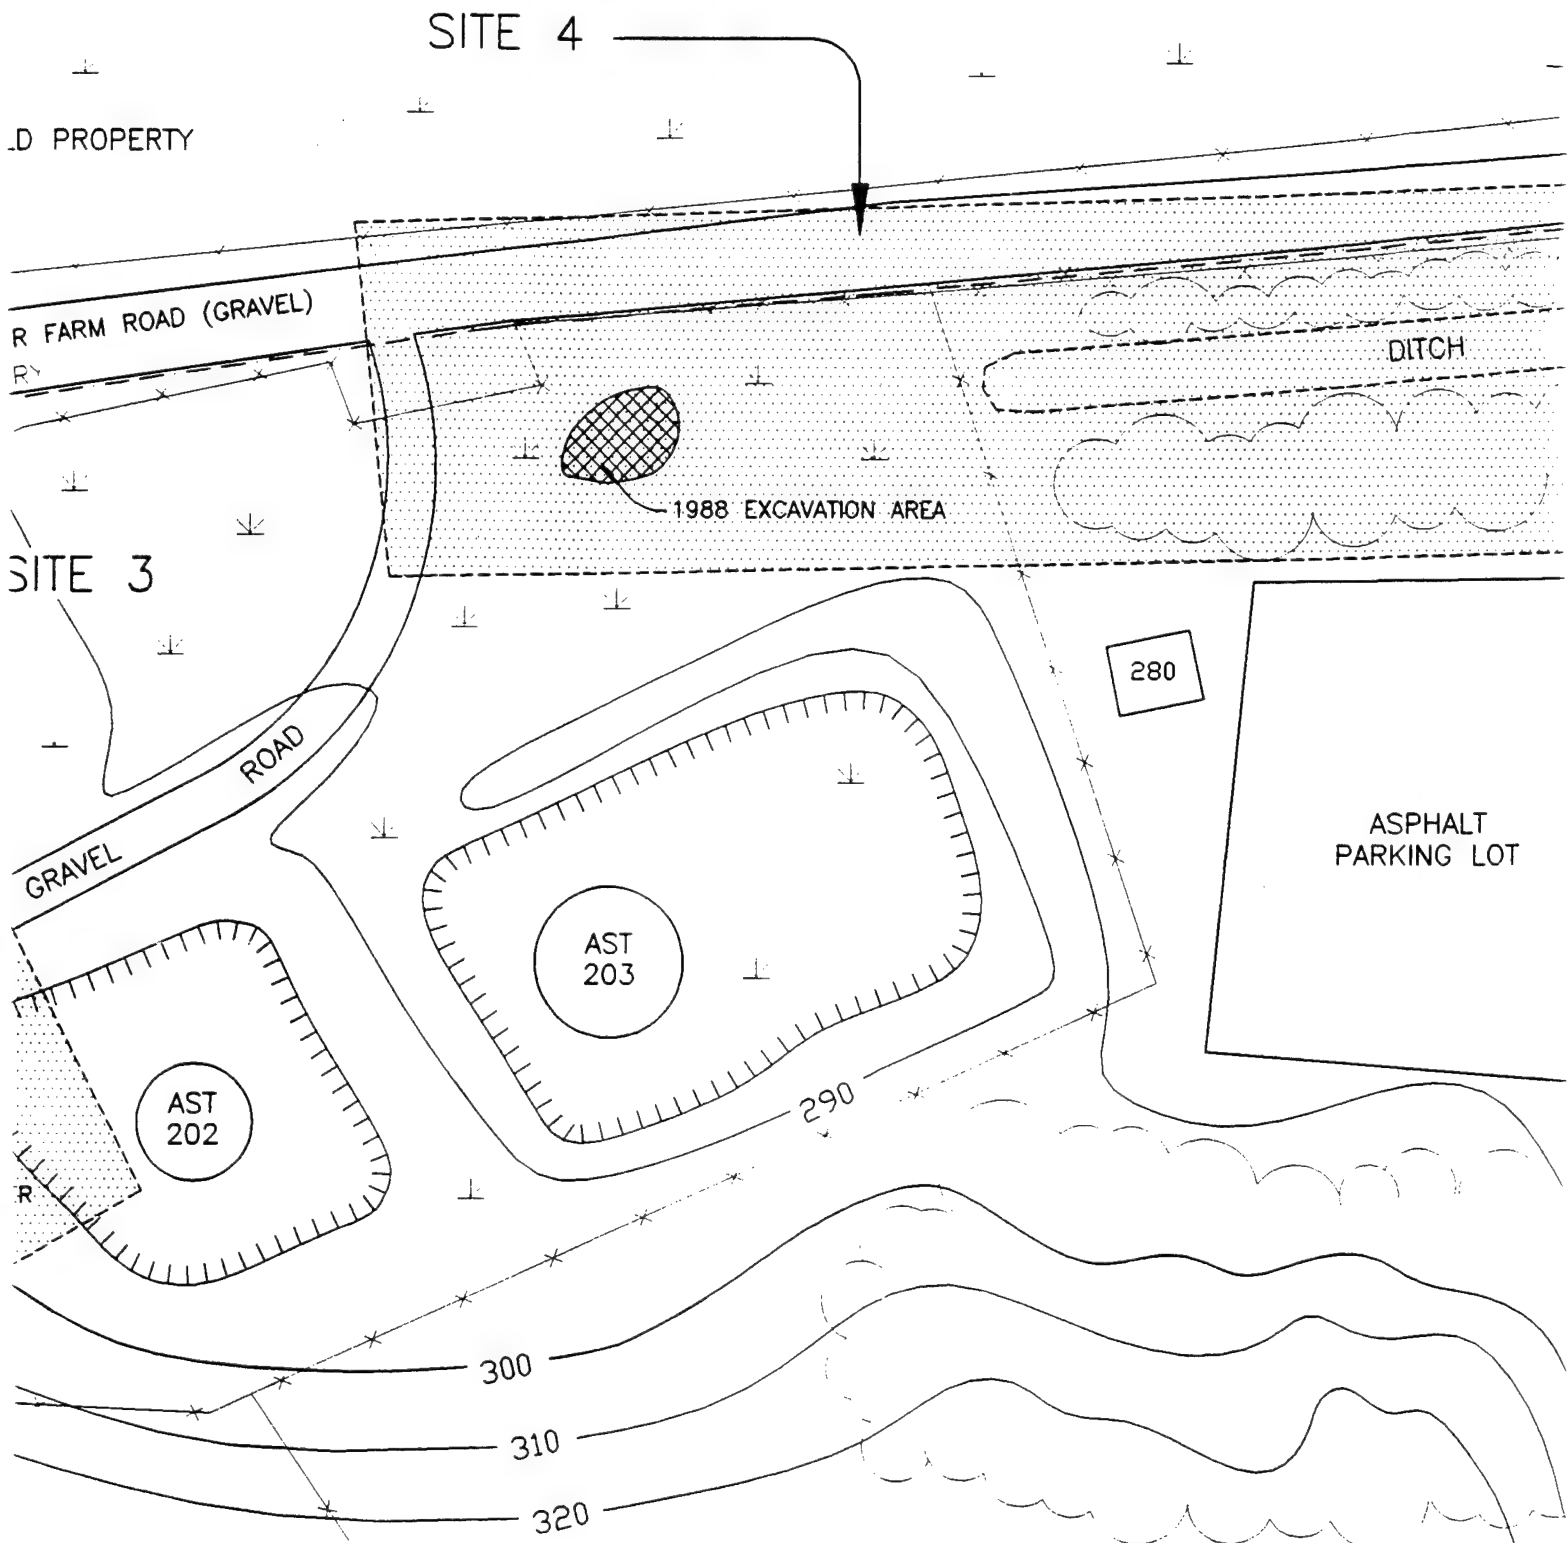 SITE 4
D PROPERTY
R FARM ROAD (GRAVEL)
RY
DITCH
1988 EXCAVATION AREA
SITE 3
280
GRAVEL ROAD
ASPHALT
PARKING LOT
AST
203
AST
202
290
R
300
310
320